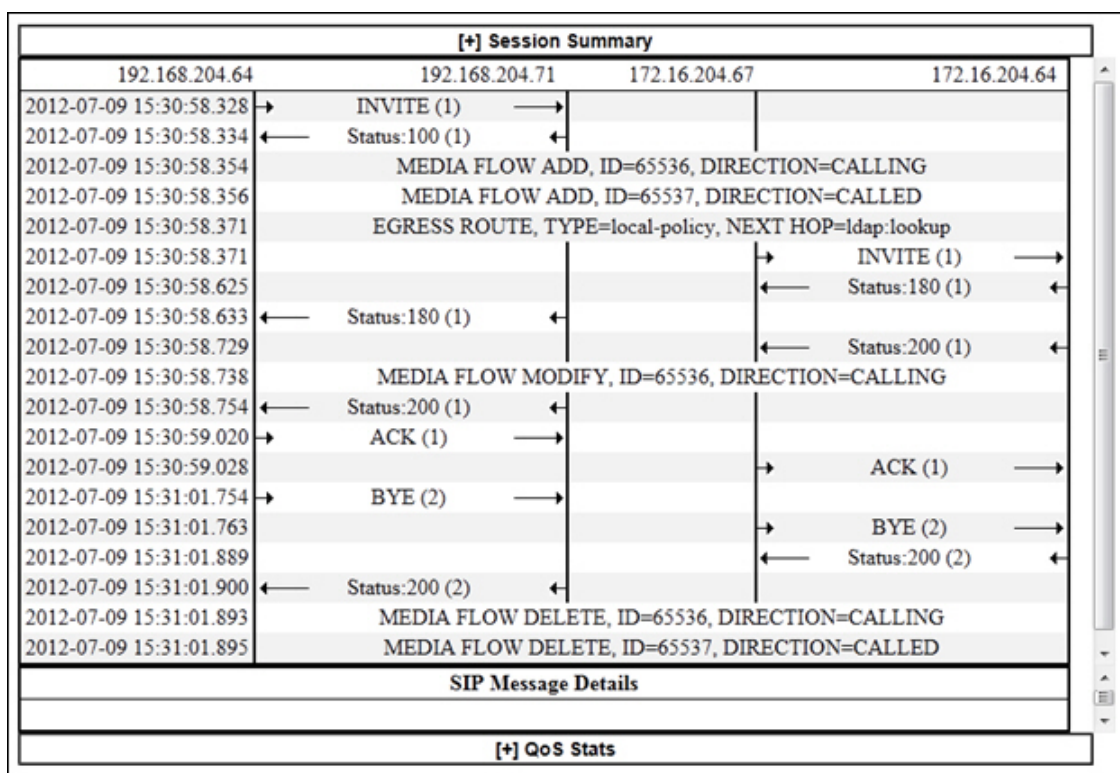 [+] Session Summary
192.168.204.64 192.168.204.71 172.16.204.67 172.16.204.64
2012-07-09 15:30:58.328 INVITE (1)
2012-07-09 15:30:58.334 Status:100 (1)
2012-07-09 15:30:58.354 MEDIA FLOW ADD, ID=65536, DIRECTION=CALLING
2012-07-09 15:30:58.356 MEDIA FLOW ADD, ID=65537, DIRECTION=CALLED
2012-07-09 15:30:58.371 EGRESS ROUTE, TYPE=local-policy, NEXT HOP=ldap:lookup
2012-07-09 15:30:58.371 INVITE (1)
2012-07-09 15:30:58.625 Status:180 (1)
2012-07-09 15:30:58.633 Status:180 (1)
2012-07-09 15:30:58.729 Status:200 (1)
2012-07-09 15:30:58.738 MEDIA FLOW MODIFY, ID=65536, DIRECTION=CALLING
2012-07-09 15:30:58.754 Status:200 (1)
2012-07-09 15:30:59.020 ACK (1)
2012-07-09 15:30:59.028 ACK (1)
2012-07-09 15:31:01.754 BYE (2)
2012-07-09 15:31:01.763 BYE (2)
2012-07-09 15:31:01.889 Status:200 (2)
2012-07-09 15:31:01.900 Status:200 (2)
2012-07-09 15:31:01.893 MEDIA FLOW DELETE, ID=65536, DIRECTION=CALLING
2012-07-09 15:31:01.895 MEDIA FLOW DELETE, ID=65537, DIRECTION=CALLED
SIP Message Details
[+] QoS Stats